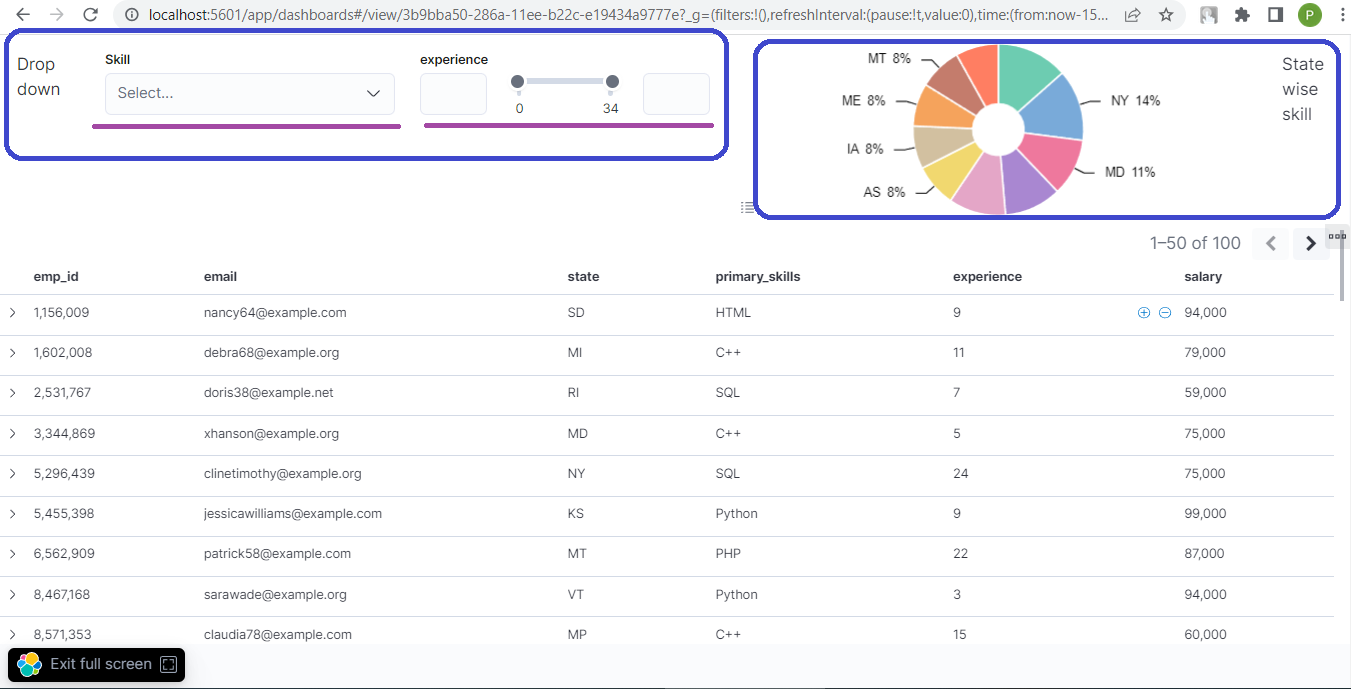 localhost:5601/app/dashboards#/view/3b9bba50-286a-11ee-b22c-e19434a9777e?_g=(filters:!(),refreshInterval:(pause:!t,value:0),time:(from:now-15...
P
Drop
down
Skill
Select...
experience
0
34
State
wise
skill
MT 8%
ME 8%
IA 8%
AS 8%
NY 14%
MD 11%
1–50 of 100
emp_id email state primary_skills experience salary
1,156,009 nancy64@example.com SD HTML 9 94,000
1,602,008 debra68@example.org MI C++ 11 79,000
2,531,767 doris38@example.net RI SQL 7 59,000
3,344,869 xhanson@example.org MD C++ 5 75,000
5,296,439 clinetimothy@example.org NY SQL 24 75,000
5,455,398 jessicawilliams@example.com KS Python 9 99,000
6,562,909 patrick58@example.com MT PHP 22 87,000
8,467,168 sarawade@example.org VT Python 3 94,000
8,571,353 claudia78@example.com MP C++ 15 60,000
Exit full screen